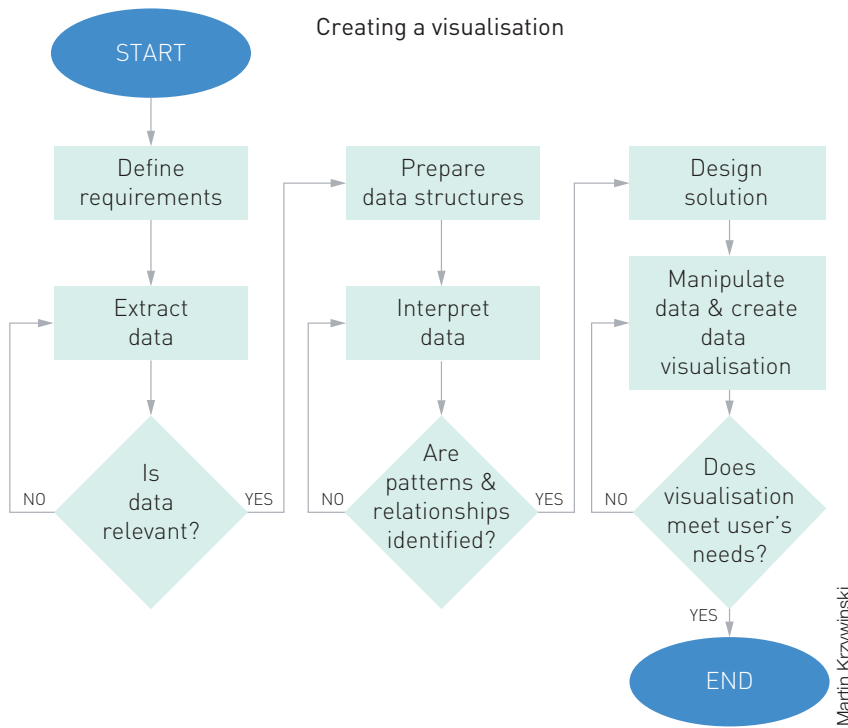 Creating a visualisation
START
Define
requirements
Extract
data
Is
data
relevant?
NO
YES
Prepare
data structures
Interpret
data
Are
patterns &
relationships
identified?
NO
YES
Design
solution
Manipulate
data & create
data
visualisation
Does
visualisation
meet user's
needs?
NO
YES
END
Martin Krzywinski